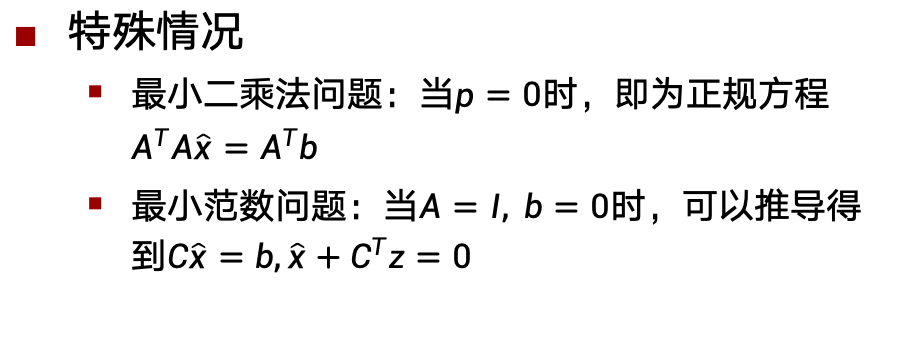 特殊情况
最小二乘法问题：当p = 0时，即为正规方程
AᵀAx̂ = Aᵀb
最小范数问题：当A = I, b = 0时，可以推导得
到Cx̂ = b, x̂ + Cᵀz = 0